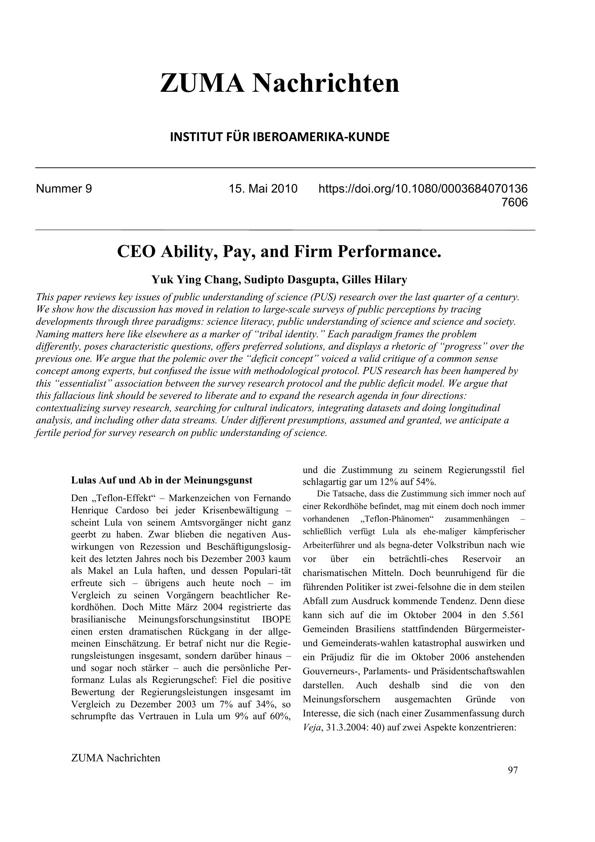 ZUMA Nachrichten
INSTITUT FÜR IBEROAMERIKA-KUNDE
Nummer 9 15. Mai 2010 https://doi.org/10.1080/0003684070136
7606
CEO Ability, Pay, and Firm Performance.
Yuk Ying Chang, Sudipto Dasgupta, Gilles Hilary
This paper reviews key issues of public understanding of science (PUS) research over the last quarter of a century.
We show how the discussion has moved in relation to large-scale surveys of public perceptions by tracing
developments through three paradigms: science literacy, public understanding of science and science and society.
Naming matters here like elsewhere as a marker of “tribal identity.” Each paradigm frames the problem
differently, poses characteristic questions, offers preferred solutions, and displays a rhetoric of “progress” over the
previous one. We argue that the polemic over the “deficit concept” voiced a valid critique of a common sense
concept among experts, but confused the issue with methodological protocol. PUS research has been hampered by
this “essentialist” association between the survey research protocol and the public deficit model. We argue that
this fallacious link should be severed to liberate and to expand the research agenda in four directions:
contextualizing survey research, searching for cultural indicators, integrating datasets and doing longitudinal
analysis, and including other data streams. Under different presumptions, assumed and granted, we anticipate a
fertile period for survey research on public understanding of science.
Lulas Auf und Ab in der Meinungsgunst
Den „Teflon-Effekt“ – Markenzeichen von Fernando
Henrique Cardoso bei jeder Krisenbewältigung –
scheint Lula von seinem Amtsvorgänger nicht ganz
geerbt zu haben. Zwar blieben die negativen Aus-
wirkungen von Rezession und Beschäftigungslosig-
keit des letzten Jahres noch bis Dezember 2003 kaum
als Makel an Lula haften, und dessen Populari-tät
erfreute sich – übrigens auch heute noch – im
Vergleich zu seinen Vorgängern beachtlicher Re-
kordhöhen. Doch Mitte März 2004 registrierte das
brasilianische Meinungsforschungsinstitut IBOPE
einen ersten dramatischen Rückgang in der allge-
meinen Einschätzung. Er betraf nicht nur die Regie-
rungsleistungen insgesamt, sondern darüber hinaus –
und sogar noch stärker – auch die persönliche Per-
formanz Lulas als Regierungschef: Fiel die positive
Bewertung der Regierungsleistungen insgesamt im
Vergleich zu Dezember 2003 um 7% auf 34%, so
schrumpfte das Vertrauen in Lula um 9% auf 60%,
und die Zustimmung zu seinem Regierungsstil fiel
schlagartig gar um 12% auf 54%.
Die Tatsache, dass die Zustimmung sich immer noch auf
einer Rekordhöhe befindet, mag mit einem doch noch immer
vorhandenen „Teflon-Phänomen“ zusammenhängen –
schließlich verfügt Lula als ehe-maliger kämpferischer
Arbeiterführer und als begna-deter Volkstribun nach wie
vor über ein beträchtli-ches Reservoir an
charismatischen Mitteln. Doch beunruhigend für die
führenden Politiker ist zwei-felsohne die in dem steilen
Abfall zum Ausdruck kommende Tendenz. Denn diese
kann sich auf die im Oktober 2004 in den 5.561
Gemeinden Brasiliens stattfindenden Bürgermeister-
und Gemeinderats-wahlen katastrophal auswirken und
ein Präjudiz für die im Oktober 2006 anstehenden
Gouverneurs-, Parlaments- und Präsidentschaftswahlen
darstellen. Auch deshalb sind die von den
Meinungsforschern ausgemachten Gründe von
Interesse, die sich (nach einer Zusammenfassung durch
Veja, 31.3.2004: 40) auf zwei Aspekte konzentrieren:
ZUMA Nachrichten
97